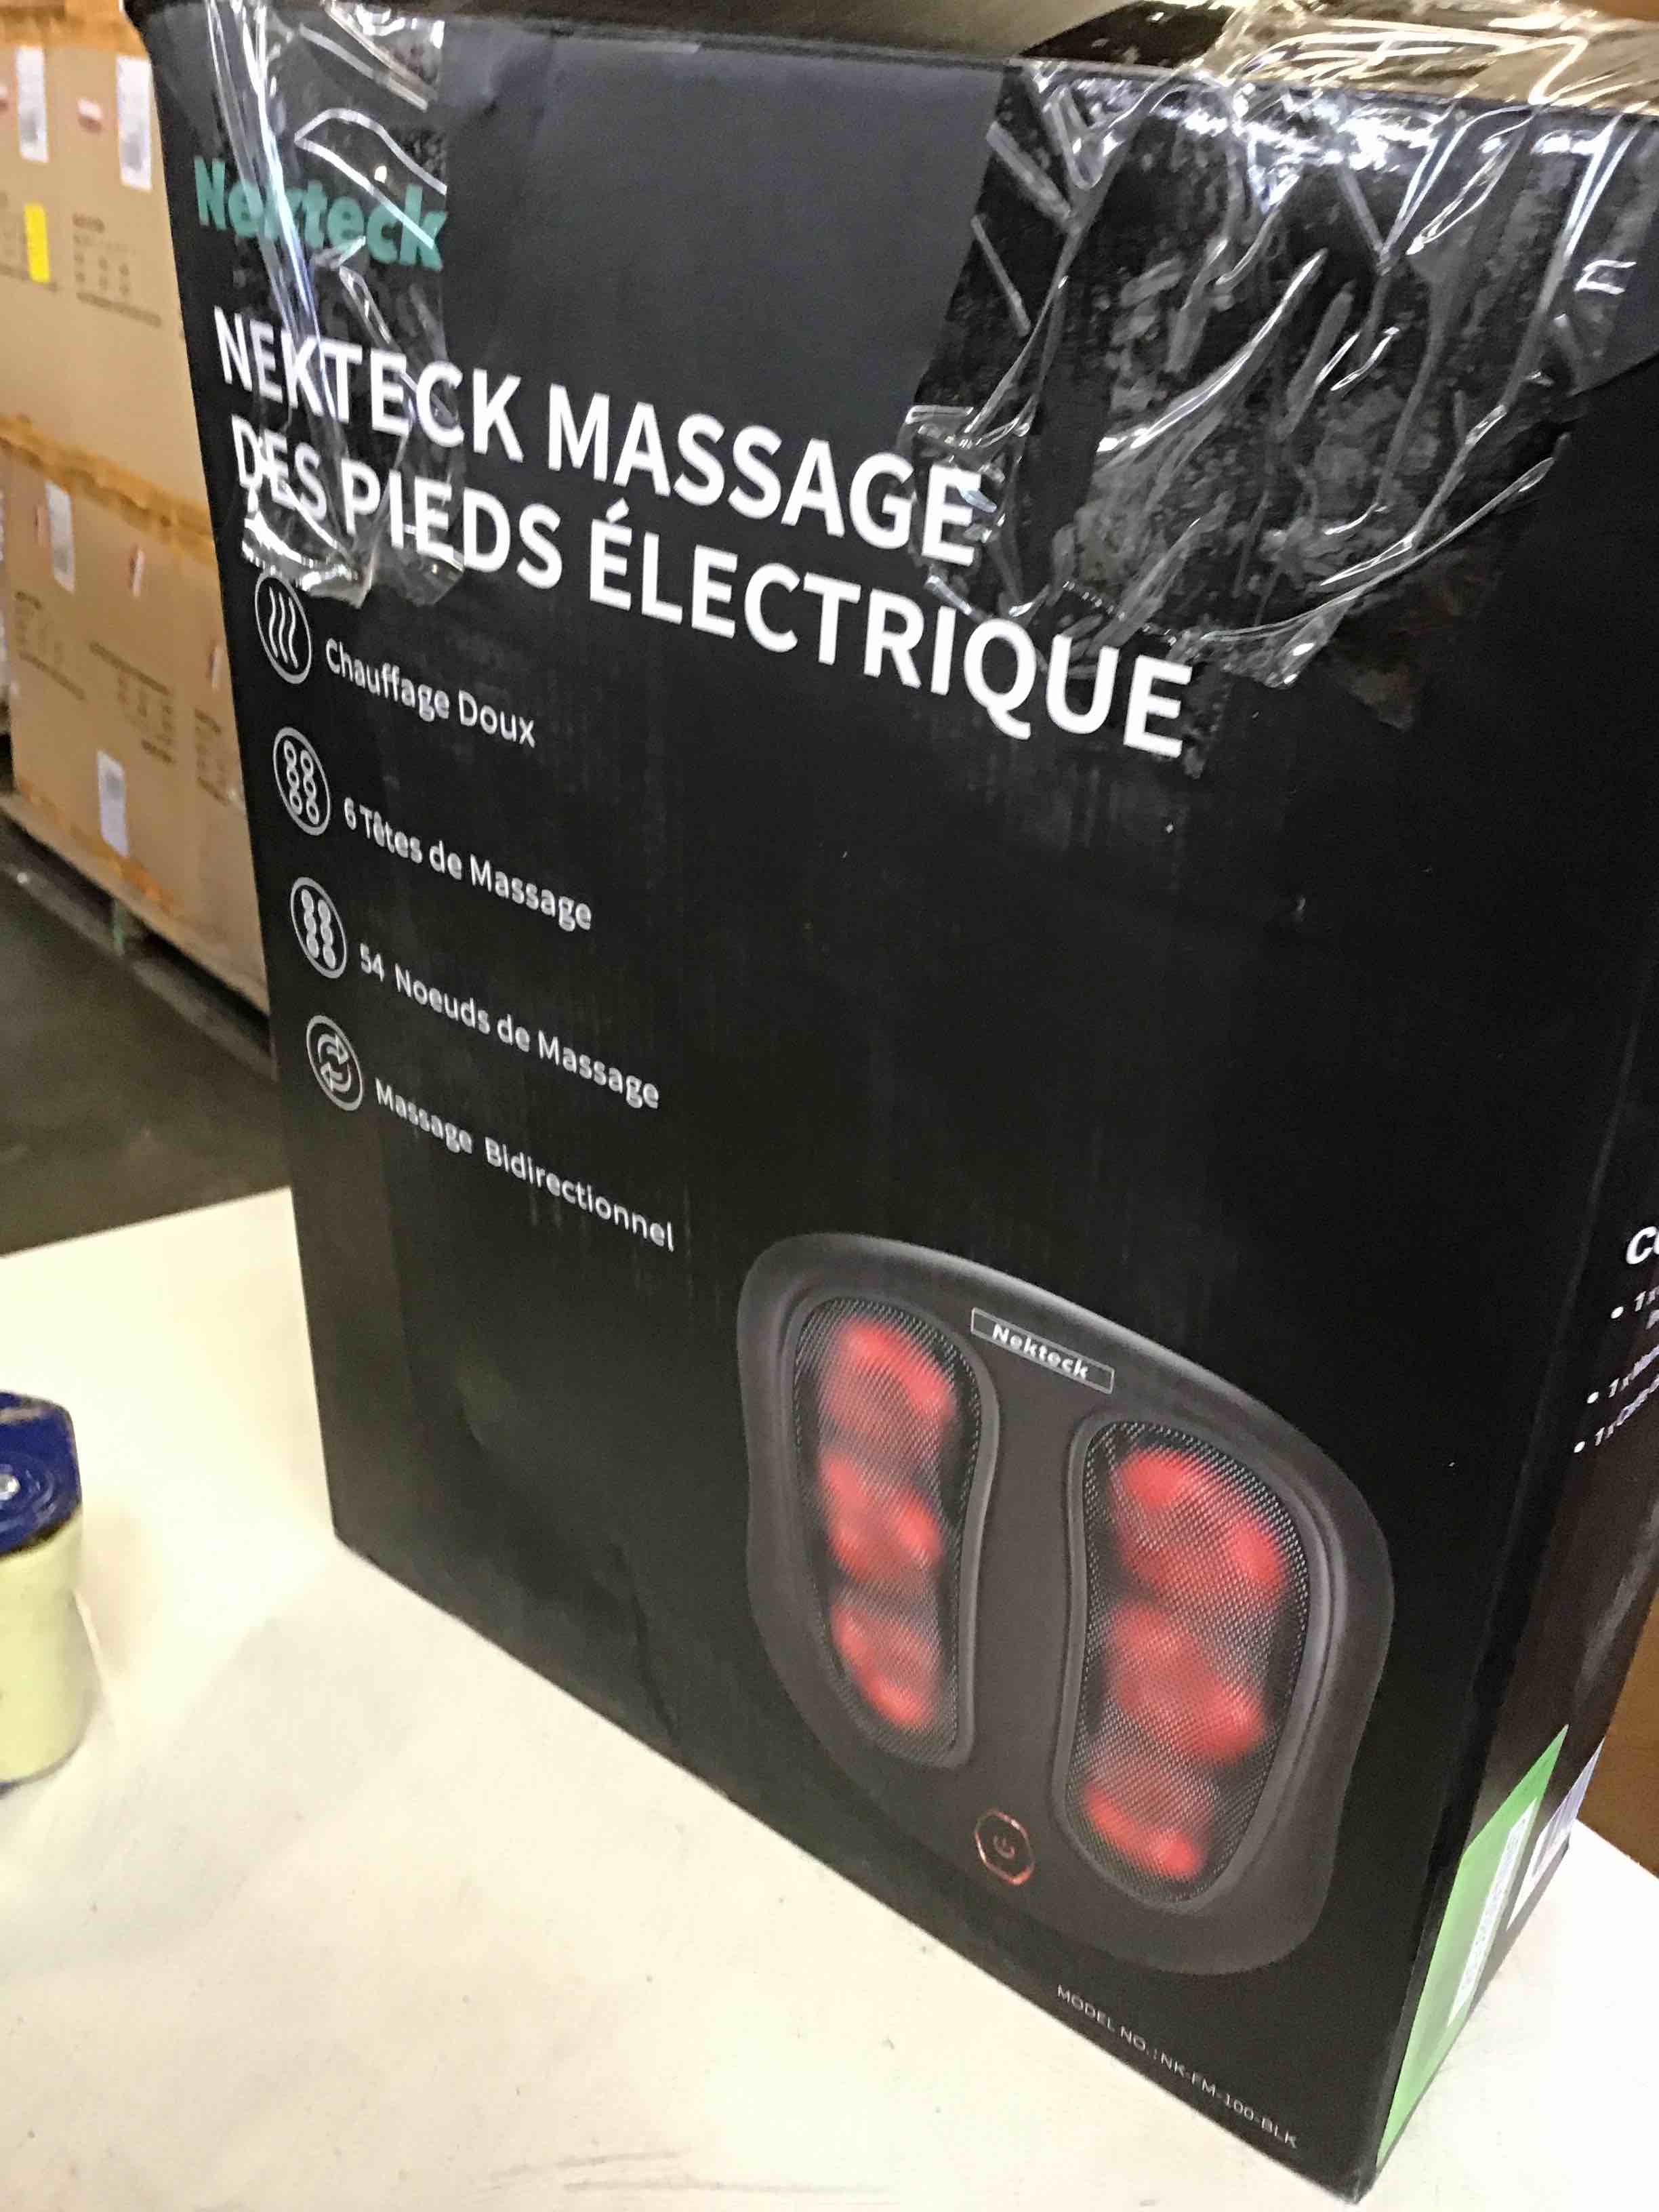 Nekteck
NEKTECK MASSAGE
DES PIEDS ÉLECTRIQUE
Chauffage Doux
6 Têtes de Massage
54 Noeuds de Massage
Massage Bidirectionnel
Nekteck
MODEL NO.: NK-FM-100-BLK